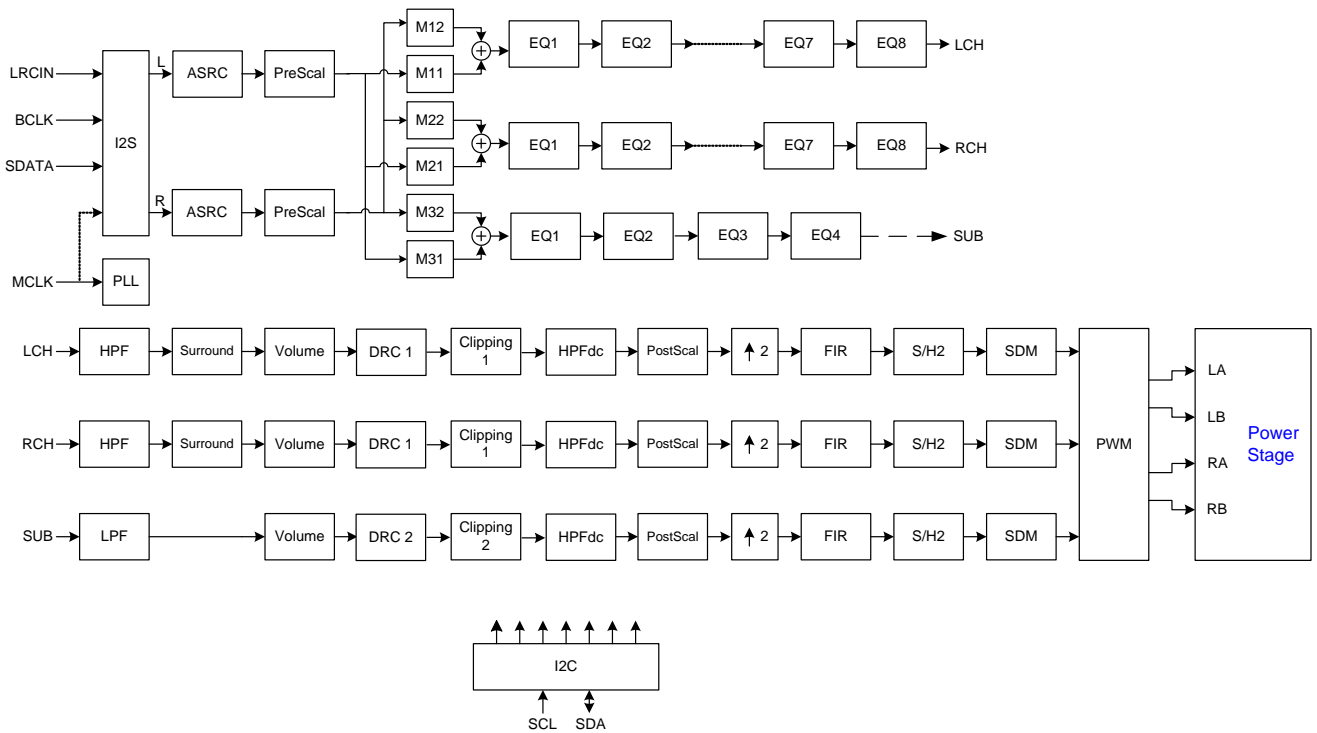 M12
EQ1
EQ2
EQ7
EQ8
LCH
LRCIN
L
ASRC
PreScal
M11
BCLK
I2S
M22
SDATA
EQ1
EQ2
EQ7
EQ8
RCH
M21
R
ASRC
PreScal
M32
EQ1
EQ2
EQ3
EQ4
SUB
M31
MCLK
PLL
LCH
HPF
Surround
Volume
DRC 1
Clipping
1
HPFdc
PostScal
2
FIR
S/H2
SDM
RCH
HPF
Surround
Volume
DRC 1
Clipping
1
HPFdc
PostScal
2
FIR
S/H2
SDM
SUB
LPF
Volume
DRC 2
Clipping
2
HPFdc
PostScal
2
FIR
S/H2
SDM
PWM
LA
LB
RA
RB
Power
Stage
I2C
SCL
SDA